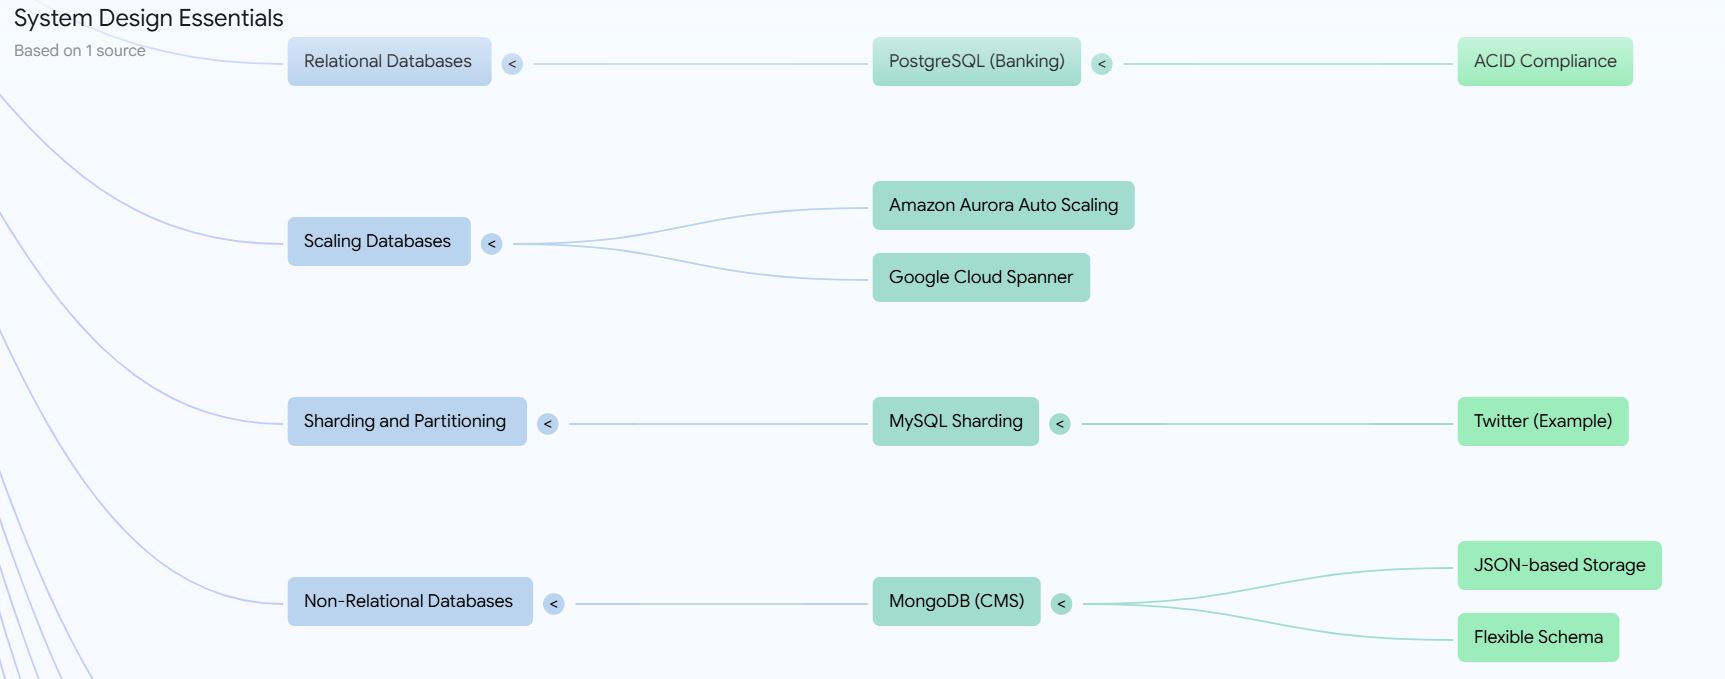 System Design Essentials
Based on 1 source
Relational Databases
<
PostgreSQL (Banking)
<
ACID Compliance
Scaling Databases
<
Amazon Aurora Auto Scaling
Google Cloud Spanner
Sharding and Partitioning
<
MySQL Sharding
<
Twitter (Example)
Non-Relational Databases
<
MongoDB (CMS)
<
JSON-based Storage
Flexible Schema